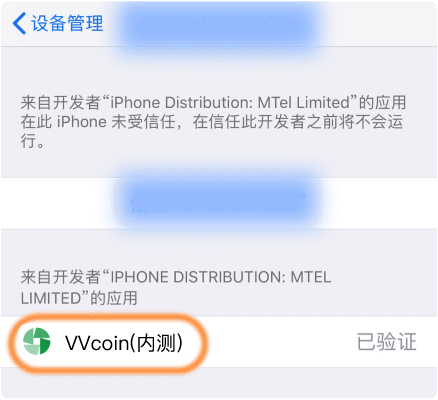 设备管理
来自开发者“iPhone Distribution: MTel Limited”的应用
在此 iPhone 未受信任，在信任此开发者之前将不会运
行。
来自开发者“IPHONE DISTRIBUTION: MTEL
LIMITED”的应用
VVcoin(内测)
已验证